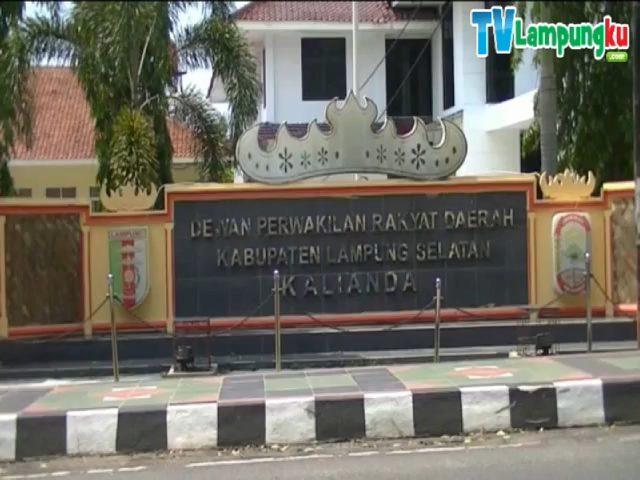 TVLampungku
.com
DEWAN PERWAKILAN RAKYAT DAERAH
KABUPATEN LAMPUNG SELATAN
KALIANDA
LAMPUNG